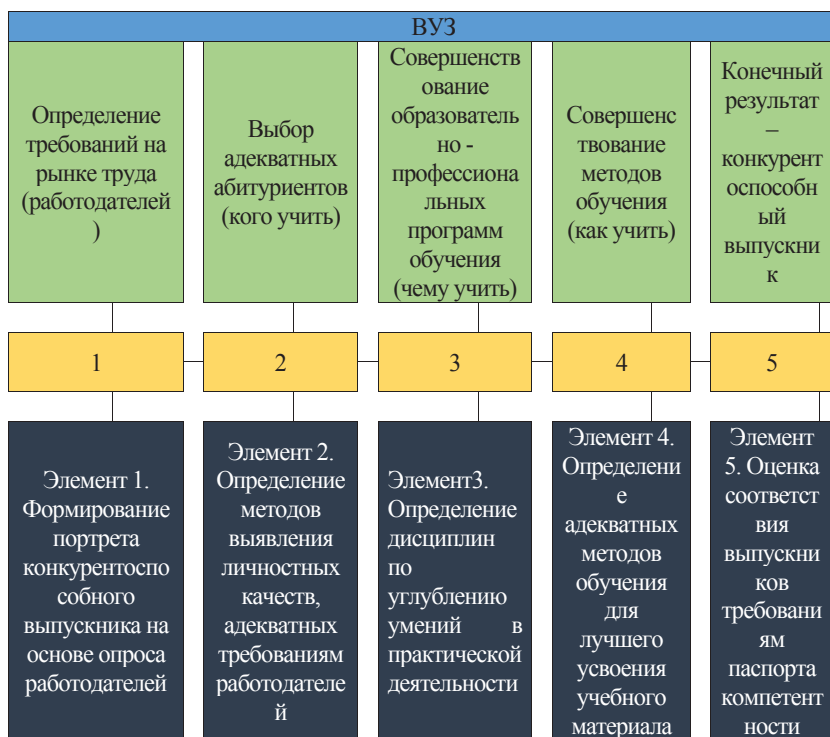 ВУЗ
Определение
требований на
рынке труда
(работодателей
)
Выбор
адекватных
абитуриентов
(кого учить)
Совершенств
ование
образователь
но -
профессиона
льных
программ
обучения
(чему учить)
Совершенс
твование
методов
обучения
(как учить)
Конечный
результат
–
конкурент
оспособн
ый
выпускни
к
1
2
3
4
5
Элемент 1.
Формирование
портрета
конкурентоспо
собного
выпускника на
основе опроса
работодателей
Элемент 2.
Определение
методов
выявления
личностных
качеств,
адекватных
требованиям
работодателе
й
Элемент3.
Определение
дисциплин
по
углублению
умений в
практической
деятельности
Элемент 4.
Определени
е
адекватных
методов
обучения
для
лучшего
усвоения
учебного
материала
Элемент
5. Оценка
соответст
вия
выпускни
ков
требовани
ям
паспорта
компетент
ности